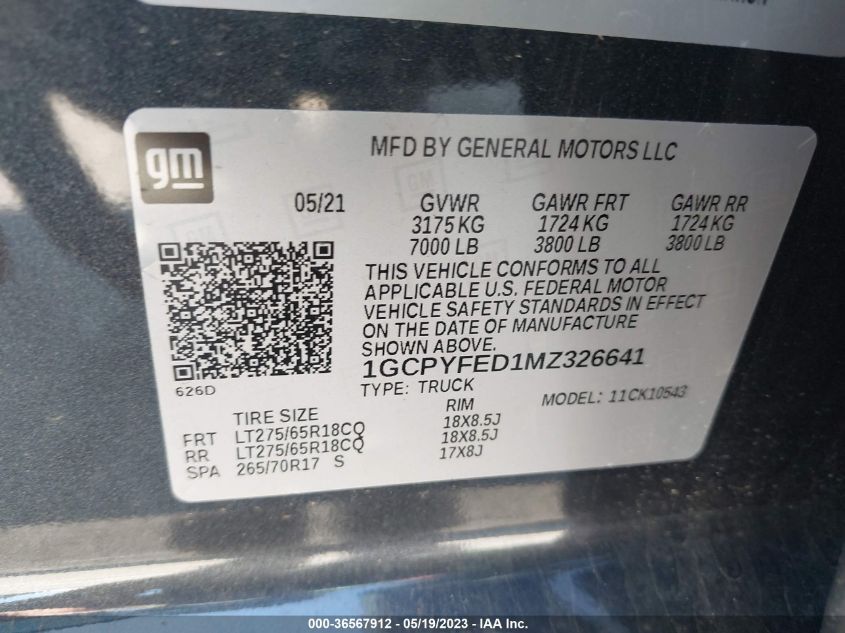 gm
MFD BY GENERAL MOTORS LLC
05/21 GVWR GAWR FRT GAWR RR
3175 KG 1724 KG 1724 KG
7000 LB 3800 LB 3800 LB
THIS VEHICLE CONFORMS TO ALL
APPLICABLE U.S. FEDERAL MOTOR
VEHICLE SAFETY STANDARDS IN EFFECT
ON THE DATE OF MANUFACTURE
SHOWN ABOVE.
1GCPYFED1MZ326641
626D TYPE: TRUCK MODEL: 11CK10543
TIRE SIZE RIM
FRT LT275/65R18CQ 18X8.5J
RR LT275/65R18CQ 18X8.5J
SPA 265/70R17 S 17X8J
000-36567912 - 05/19/2023 - IAA Inc.